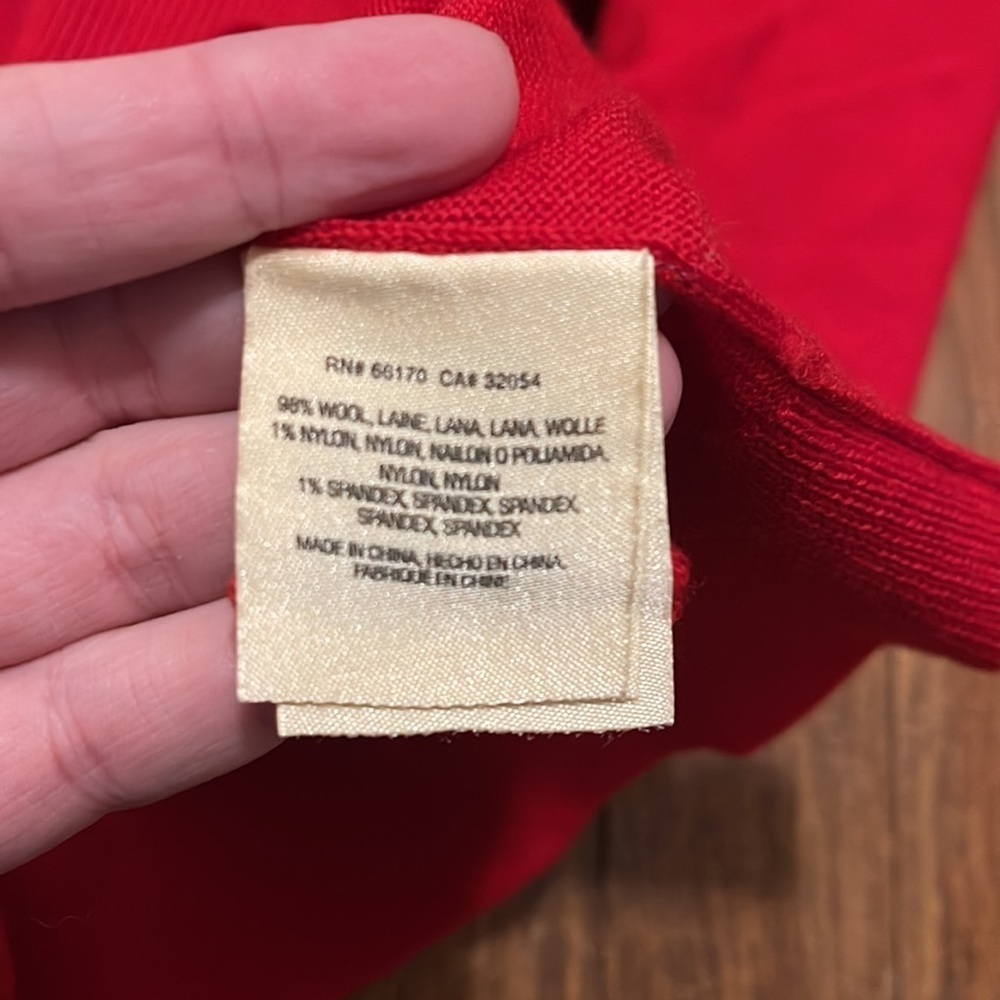 RN# 66170 CA# 32054
98% WOOL, LAINE, LANA, LANA, WOLLE
1% NYLON, NYLON, NAILON O POLIAMIDA,
NYLON, NYLON
1% SPANDEX, SPANDEX, SPANDEX,
SPANDEX, SPANDEX
MADE IN CHINA, HECHO EN CHINA,
FABRIQUE EN CHINE